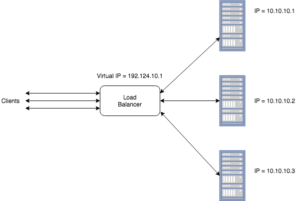 IP = 10.10.10.1
Virtual IP = 192.124.10.1
Clients
Load
Balancer
IP = 10.10.10.2
IP = 10.10.10.3